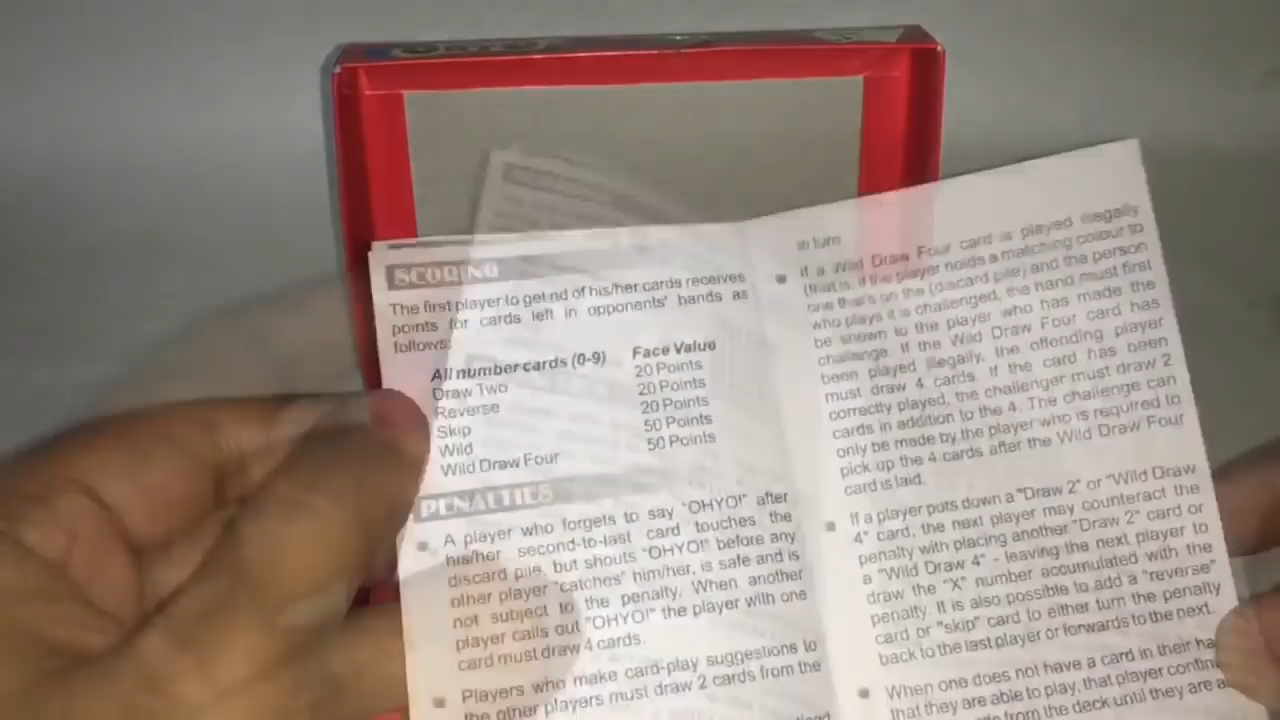 SCORING
The first player to get rid of his/her cards receives
points for cards left in opponents' hands as
follows:
All number cards (0-9) Face Value
Draw Two 20 Points
Reverse 20 Points
Skip 20 Points
Wild 50 Points
Wild Draw Four 50 Points
PENALTIES
A player who forgets to say "OHYO!" after
his/her second-to-last card touches the
discard pile, but shouts "OHYO!" before any
other player "catches" him/her, is safe and is
not subject to the penalty. When another
player calls out "OHYO!" the player with one
card must draw 4 cards.
Players who make card-play suggestions to
the other players must draw 2 cards from the
in turn
If a Wild Draw Four card is played illegally
(that is, if the player holds a matching colour to
one that's on the (discard pile) and the person
who plays it is challenged, the hand must first
be shown to the player who has made the
challenge. If the Wild Draw Four card has
been played illegally, the offending player
must draw 4 cards. If the card has been
correctly played, the challenger must draw 2
cards in addition to the 4. The challenge can
only be made by the player who is required to
pick up the 4 cards after the Wild Draw Four
card is laid.
If a player puts down a "Draw 2" or "Wild Draw
4" card, the next player may counteract the
penalty with placing another "Draw 2" card or
a "Wild Draw 4" - leaving the next player to
draw the "X" number accumulated with the
penalty. It is also possible to add a "reverse"
card or "skip" card to either turn the penalty
back to the last player or forwards to the next.
When one does not have a card in their
that they are able to play, that player
from the deck until they are